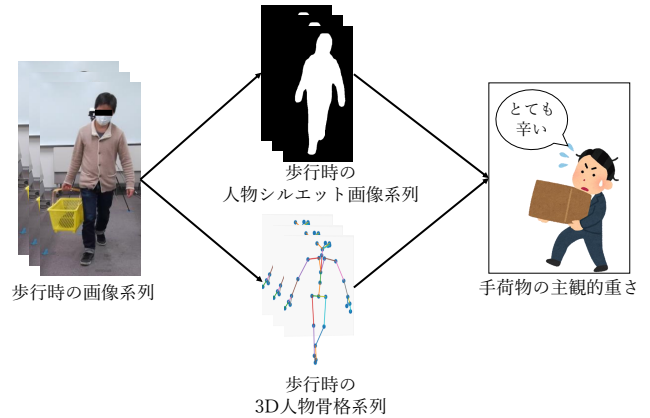 歩行時の画像系列
歩行時の
人物シルエット画像系列
歩行時の
3D人物骨格系列
とても
辛い
手荷物の主観的重さ